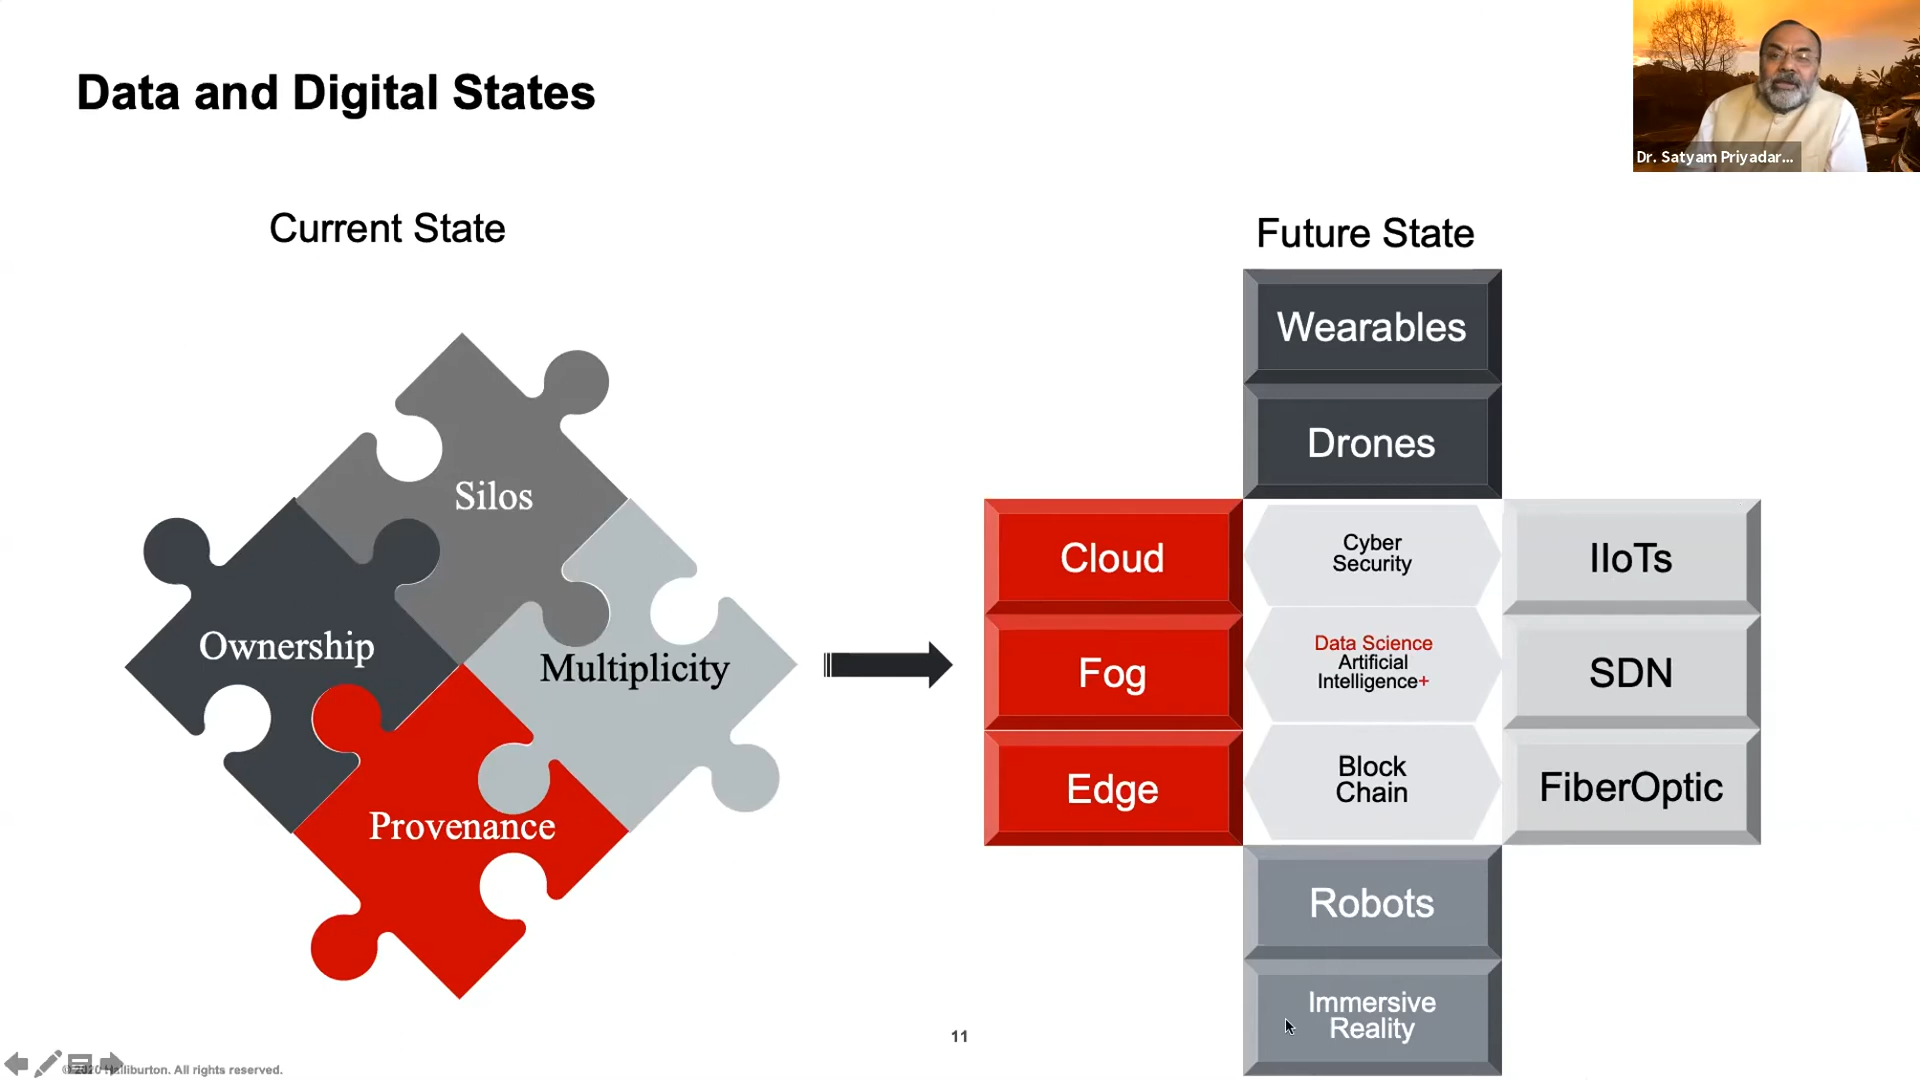 Data and Digital States
Dr. Satyam Priyadar...
Current State
Future State
Silos
Ownership
Multiplicity
Provenance
Wearables
Drones
Cloud
Cyber
Security
IIoTs
Fog
Data Science
Artificial
Intelligence+
SDN
Edge
Block
Chain
FiberOptic
Robots
Immersive
Reality
11
© 2020 Halliburton. All rights reserved.